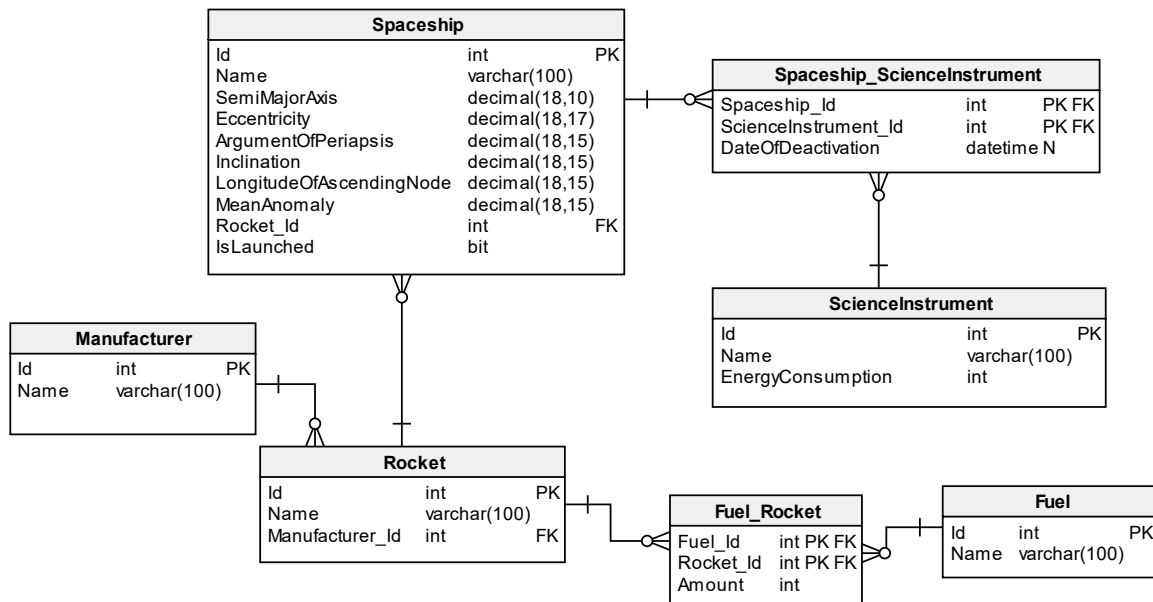 Spaceship
Id int PK
Name varchar(100)
SemiMajorAxis decimal(18,10)
Eccentricity decimal(18,17)
ArgumentOfPeriapsis decimal(18,15)
Inclination decimal(18,15)
LongitudeOfAscendingNode decimal(18,15)
MeanAnomaly decimal(18,15)
Rocket_Id int FK
IsLaunched bit
Spaceship_ScienceInstrument
Spaceship_Id int PK FK
ScienceInstrument_Id int PK FK
DateOfDeactivation datetime N
ScienceInstrument
Id int PK
Name varchar(100)
EnergyConsumption int
Manufacturer
Id int PK
Name varchar(100)
Rocket
Id int PK
Name varchar(100)
Manufacturer_Id int FK
Fuel_Rocket
Fuel_Id int PK FK
Rocket_Id int PK FK
Amount int
Fuel
Id int PK
Name varchar(100)